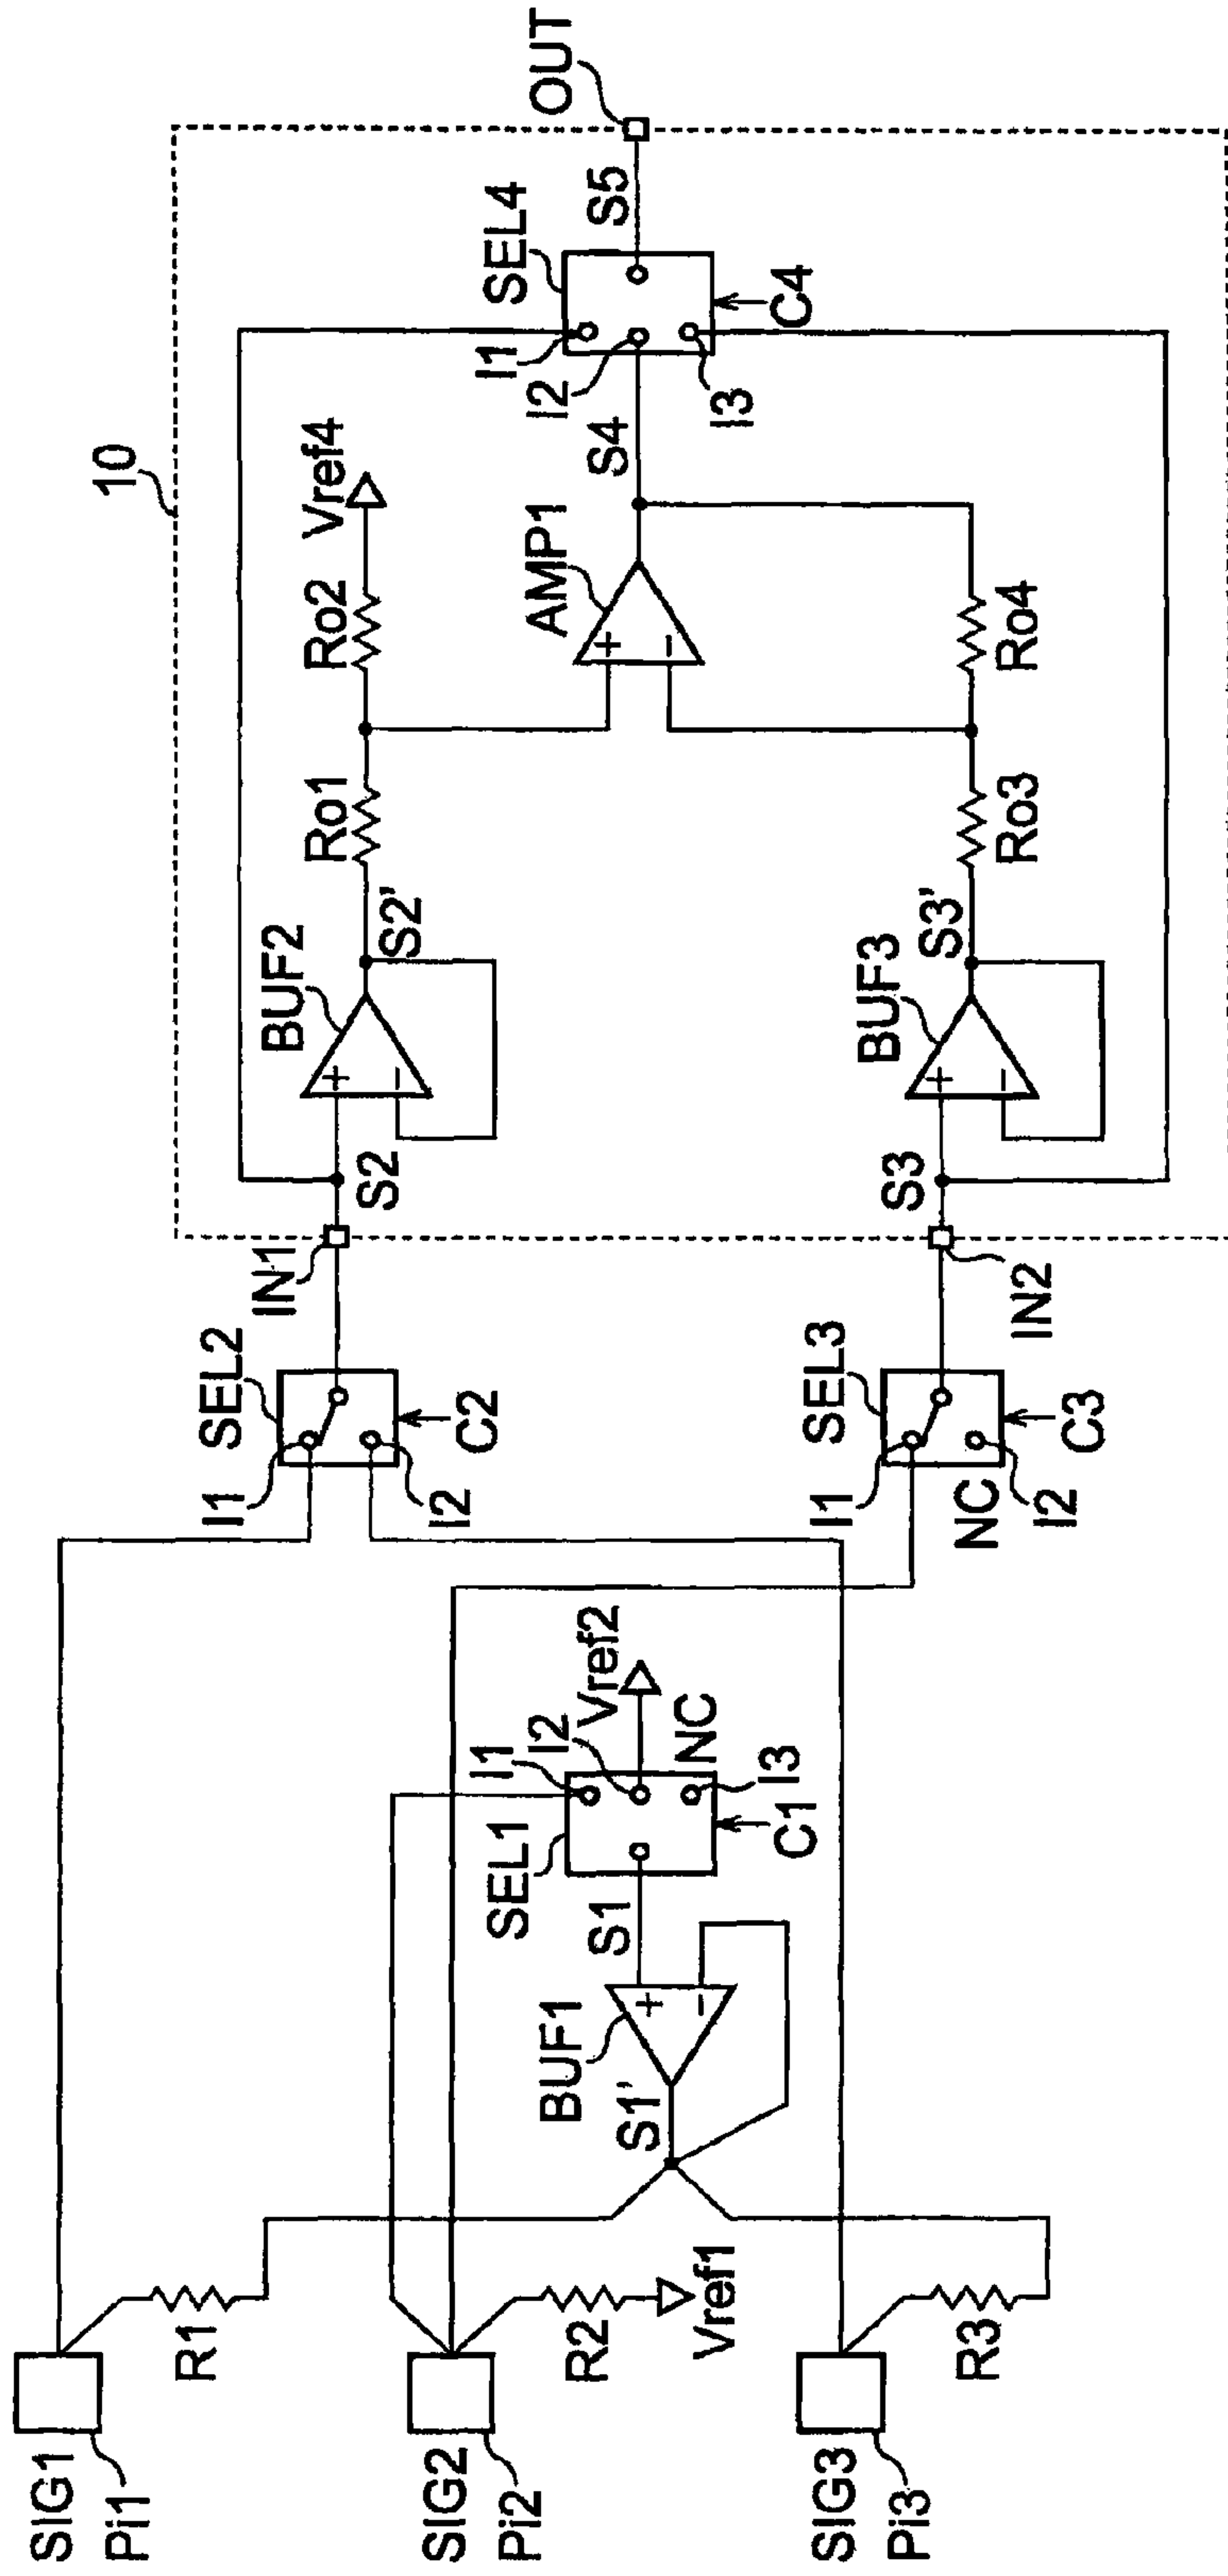 SIG1
Pi1
R1
SIG2
Pi2
R2
Vref1
SIG3
Pi3
R3
S1'
BUF1
+
−
S1
SEL1
I1
I2
Vref2
NC
I3
C1
SEL2
I1
I2
C2
SEL3
I1
NC
I2
C3
IN1
IN2
10
S2
BUF2
+
−
S2'
Ro1
Ro2
Vref4
S3
BUF3
+
−
S3'
Ro3
Ro4
AMP1
+
−
S4
I1
I2
I3
SEL4
C4
S5
OUT